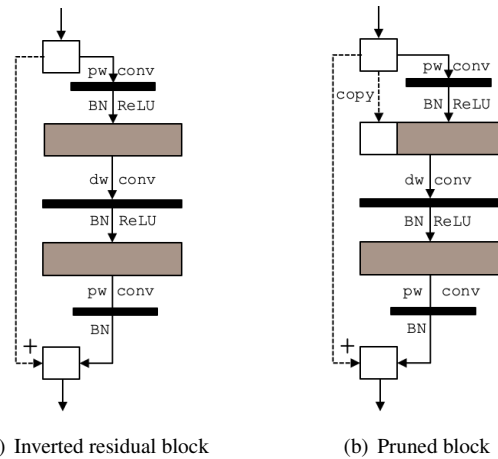 pw conv
BN ReLU
dw conv
BN ReLU
pw conv
BN
+
) Inverted residual block
pw conv
copy
BN ReLU
dw conv
BN ReLU
pw conv
BN
+
(b) Pruned block